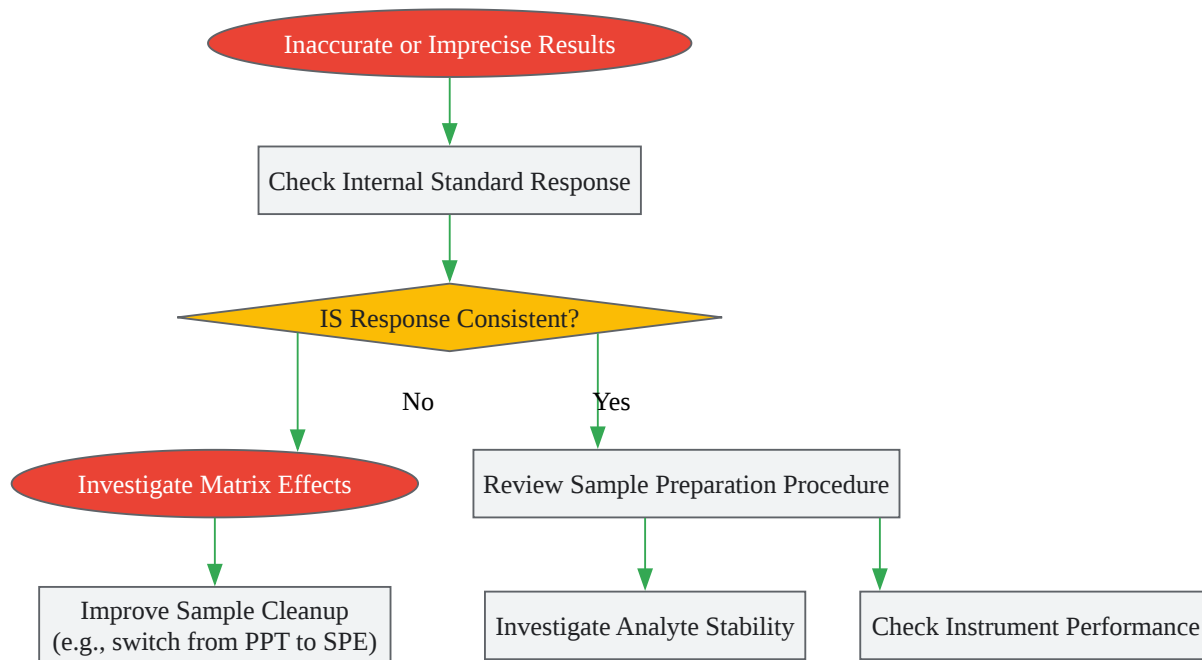 Inaccurate or Imprecise Results
Check Internal Standard Response
IS Response Consistent?
No
Yes
Investigate Matrix Effects
Review Sample Preparation Procedure
Improve Sample Cleanup
(e.g., switch from PPT to SPE)
Investigate Analyte Stability
Check Instrument Performance